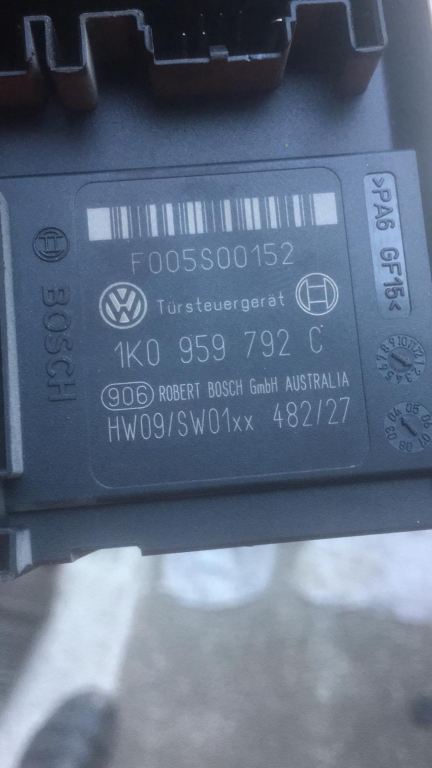 F005S00152
Türsteuergerät
1K0 959 792 C
906 ROBERT BOSCH GmbH AUSTRALIA
HW09/SW01xx 482/27
BOSCH
>PA6 GF15<